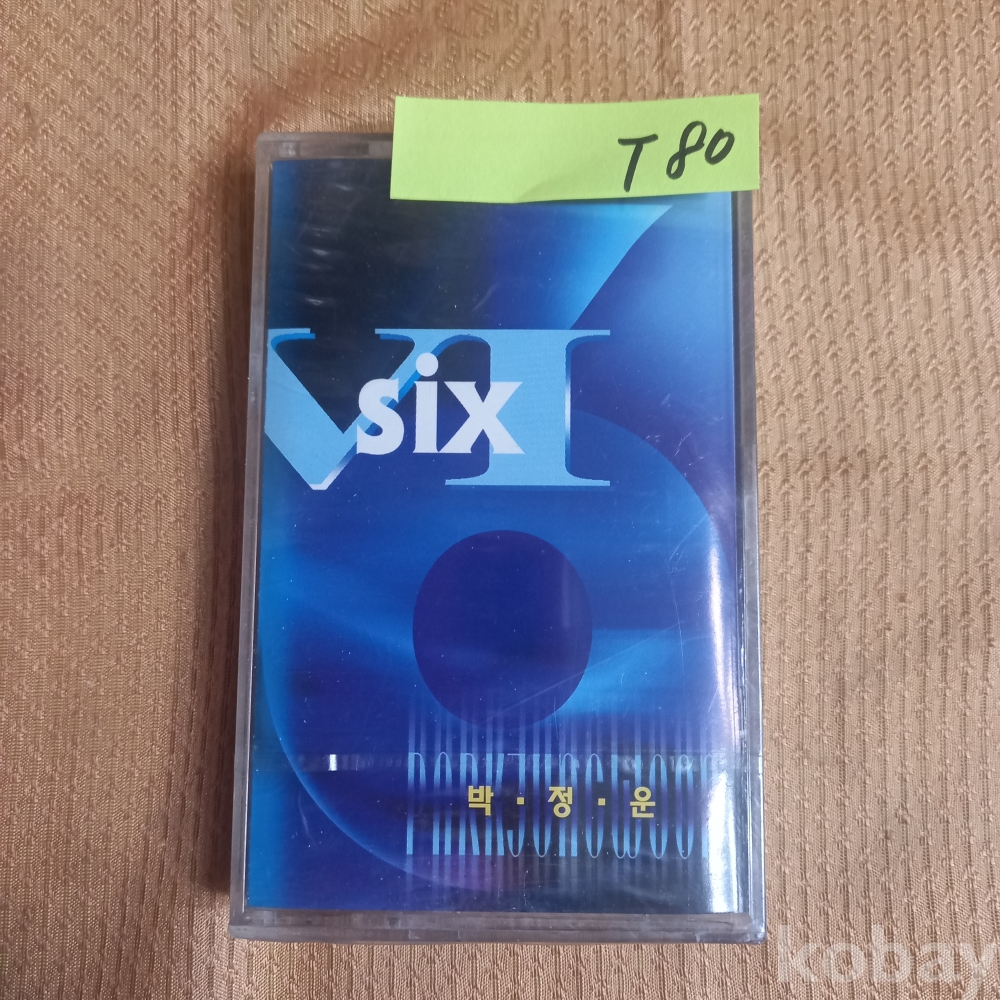 T 80
VI
six
PARKJUNGWOON
박·정·운
kobay